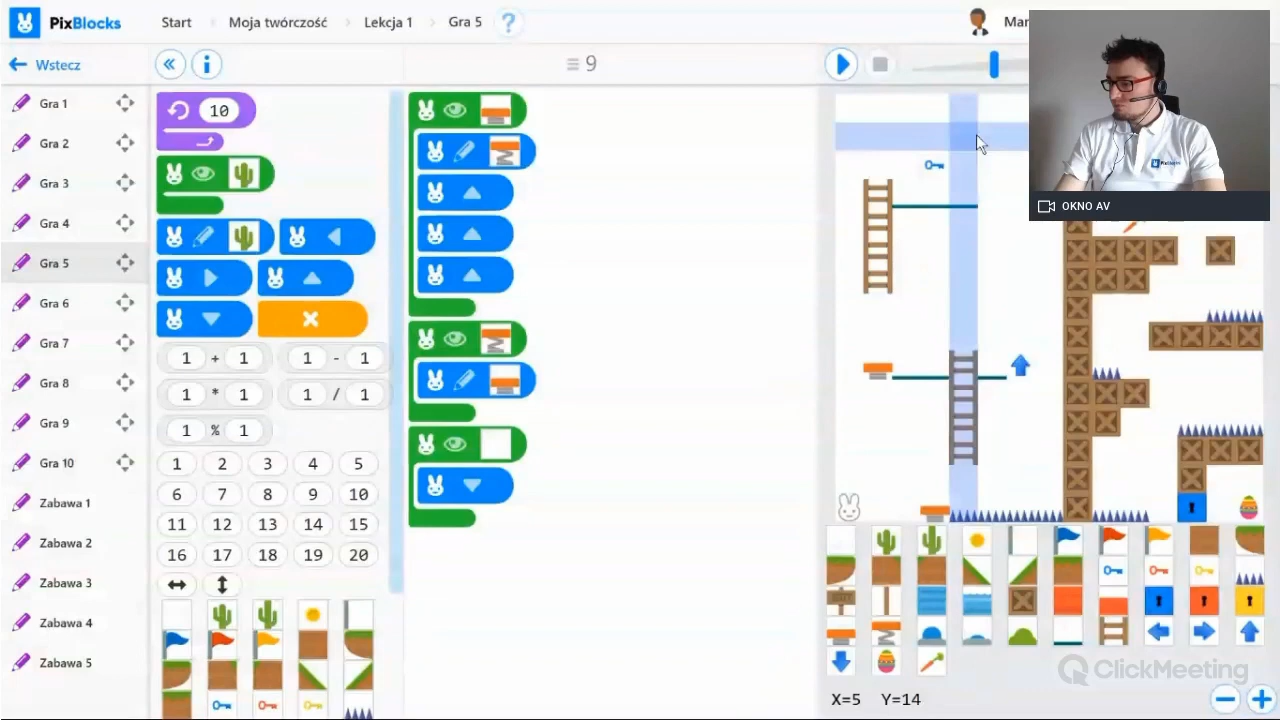 PixBlocks Start Moja twórczość Lekcja 1 Gra 5 ? Mar
Wstecz « i 9
Gra 1
Gra 2
Gra 3
Gra 4
Gra 5
Gra 6
Gra 7
Gra 8
Gra 9
Gra 10
Zabawa 1
Zabawa 2
Zabawa 3
Zabawa 4
Zabawa 5
10
1 + 1 1 - 1
1 * 1 1 / 1
1 % 1
1 2 3 4 5
6 7 8 9 10
11 12 13 14 15
16 17 18 19 20
PixBlocks
OKNO AV
EXIT
ClickMeeting
X=5 Y=14